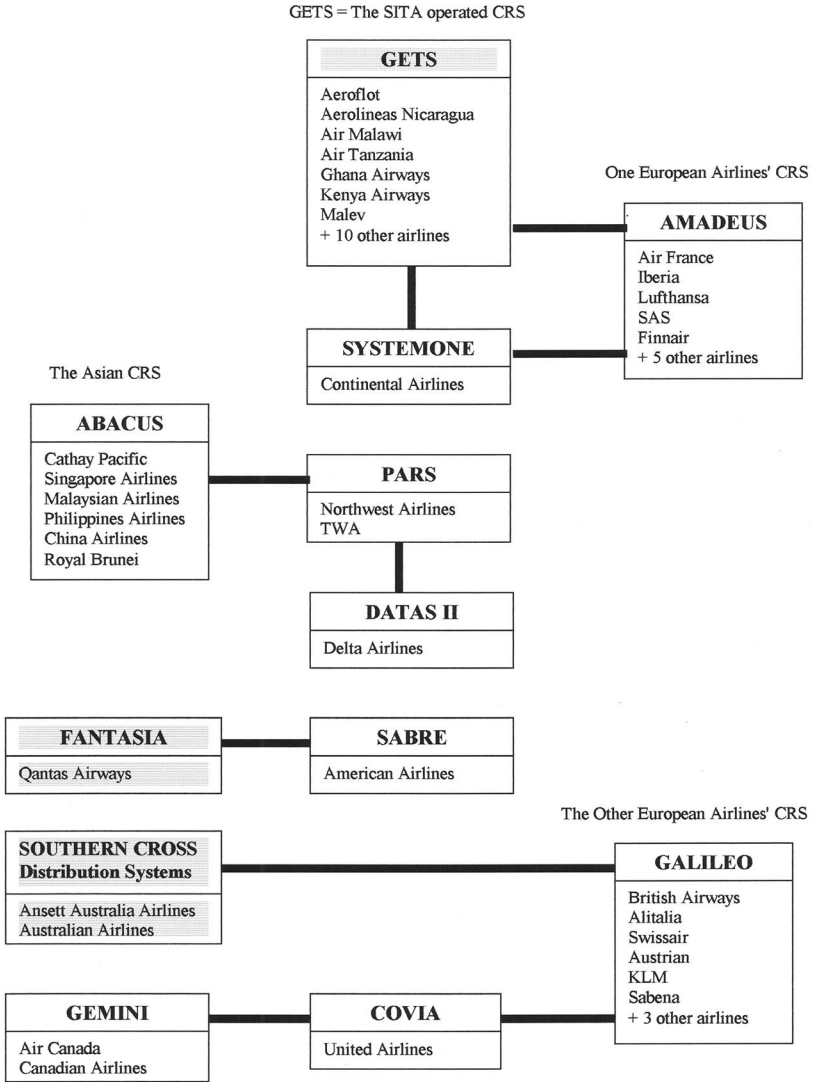 GETS = The SITA operated CRS
GETS
Aeroflot
Aerolineas Nicaragua
Air Malawi
Air Tanzania
Ghana Airways
Kenya Airways
Malev
+ 10 other airlines
One European Airlines' CRS
AMADEUS
Air France
Iberia
Lufthansa
SAS
Finnair
+ 5 other airlines
SYSTEMONE
Continental Airlines
The Asian CRS
ABACUS
Cathay Pacific
Singapore Airlines
Malaysian Airlines
Philippines Airlines
China Airlines
Royal Brunei
PARS
Northwest Airlines
TWA
DATAS II
Delta Airlines
FANTASIA
Qantas Airways
SABRE
American Airlines
The Other European Airlines' CRS
SOUTHERN CROSS
Distribution Systems
Ansett Australia Airlines
Australian Airlines
GALILEO
British Airways
Alitalia
Swissair
Austrian
KLM
Sabena
+ 3 other airlines
GEMINI
Air Canada
Canadian Airlines
COVIA
United Airlines